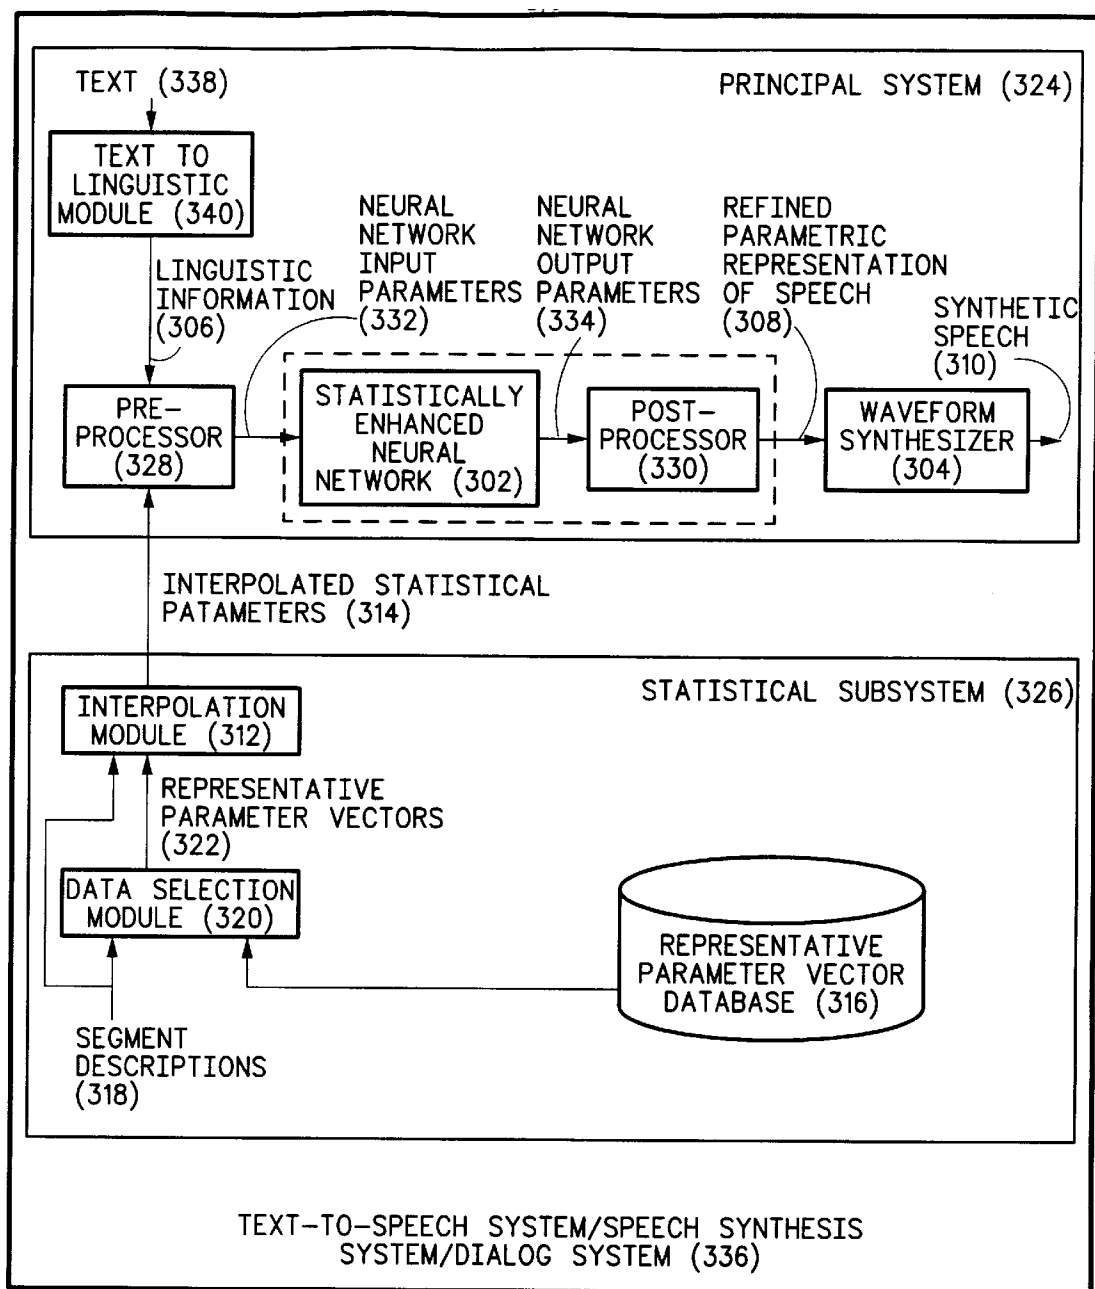 TEXT (338)
PRINCIPAL SYSTEM (324)
TEXT TO
LINGUISTIC
MODULE (340)
LINGUISTIC
INFORMATION
(306)
NEURAL
NETWORK
INPUT
PARAMETERS
(332)
NEURAL
NETWORK
OUTPUT
PARAMETERS
(334)
REFINED
PARAMETRIC
REPRESENTATION
OF SPEECH
(308)
SYNTHETIC
SPEECH
(310)
PRE-
PROCESSOR
(328)
STATISTICALLY
ENHANCED
NEURAL
NETWORK (302)
POST-
PROCESSOR
(330)
WAVEFORM
SYNTHESIZER
(304)
INTERPOLATED STATISTICAL
PATAMETERS (314)
STATISTICAL SUBSYSTEM (326)
INTERPOLATION
MODULE (312)
REPRESENTATIVE
PARAMETER VECTORS
(322)
DATA SELECTION
MODULE (320)
REPRESENTATIVE
PARAMETER VECTOR
DATABASE (316)
SEGMENT
DESCRIPTIONS
(318)
TEXT-TO-SPEECH SYSTEM/SPEECH SYNTHESIS
SYSTEM/DIALOG SYSTEM (336)